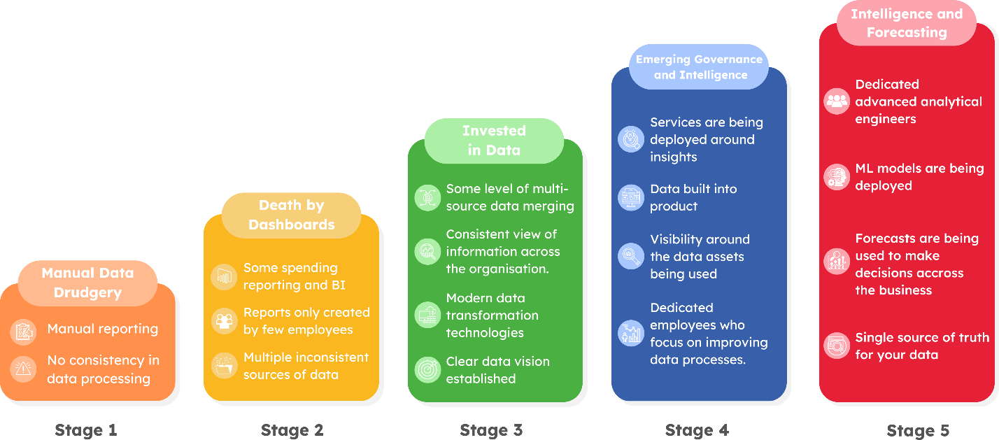 Manual Data
Drudgery
Manual reporting
No consistency in
data processing
Stage 1
Death by
Dashboards
Some spending
reporting and BI
Reports only created
by few employees
Multiple inconsistent
sources of data
Stage 2
Invested
in Data
Some level of multi-
source data merging
Consistent view of
information across
the organisation.
Modern data
transformation
technologies
Clear data vision
established
Stage 3
Emerging Governance
and Intelligence
Services are being
deployed around
insights
Data built into
product
Visibility around
the data assets
being used
Dedicated
employees who
focus on improving
data processes.
Stage 4
Intelligence and
Forecasting
Dedicated
advanced analytical
engineers
ML models are being
deployed
Forecasts are being
used to make
decisions accross
the business
Single source of truth
for your data
Stage 5